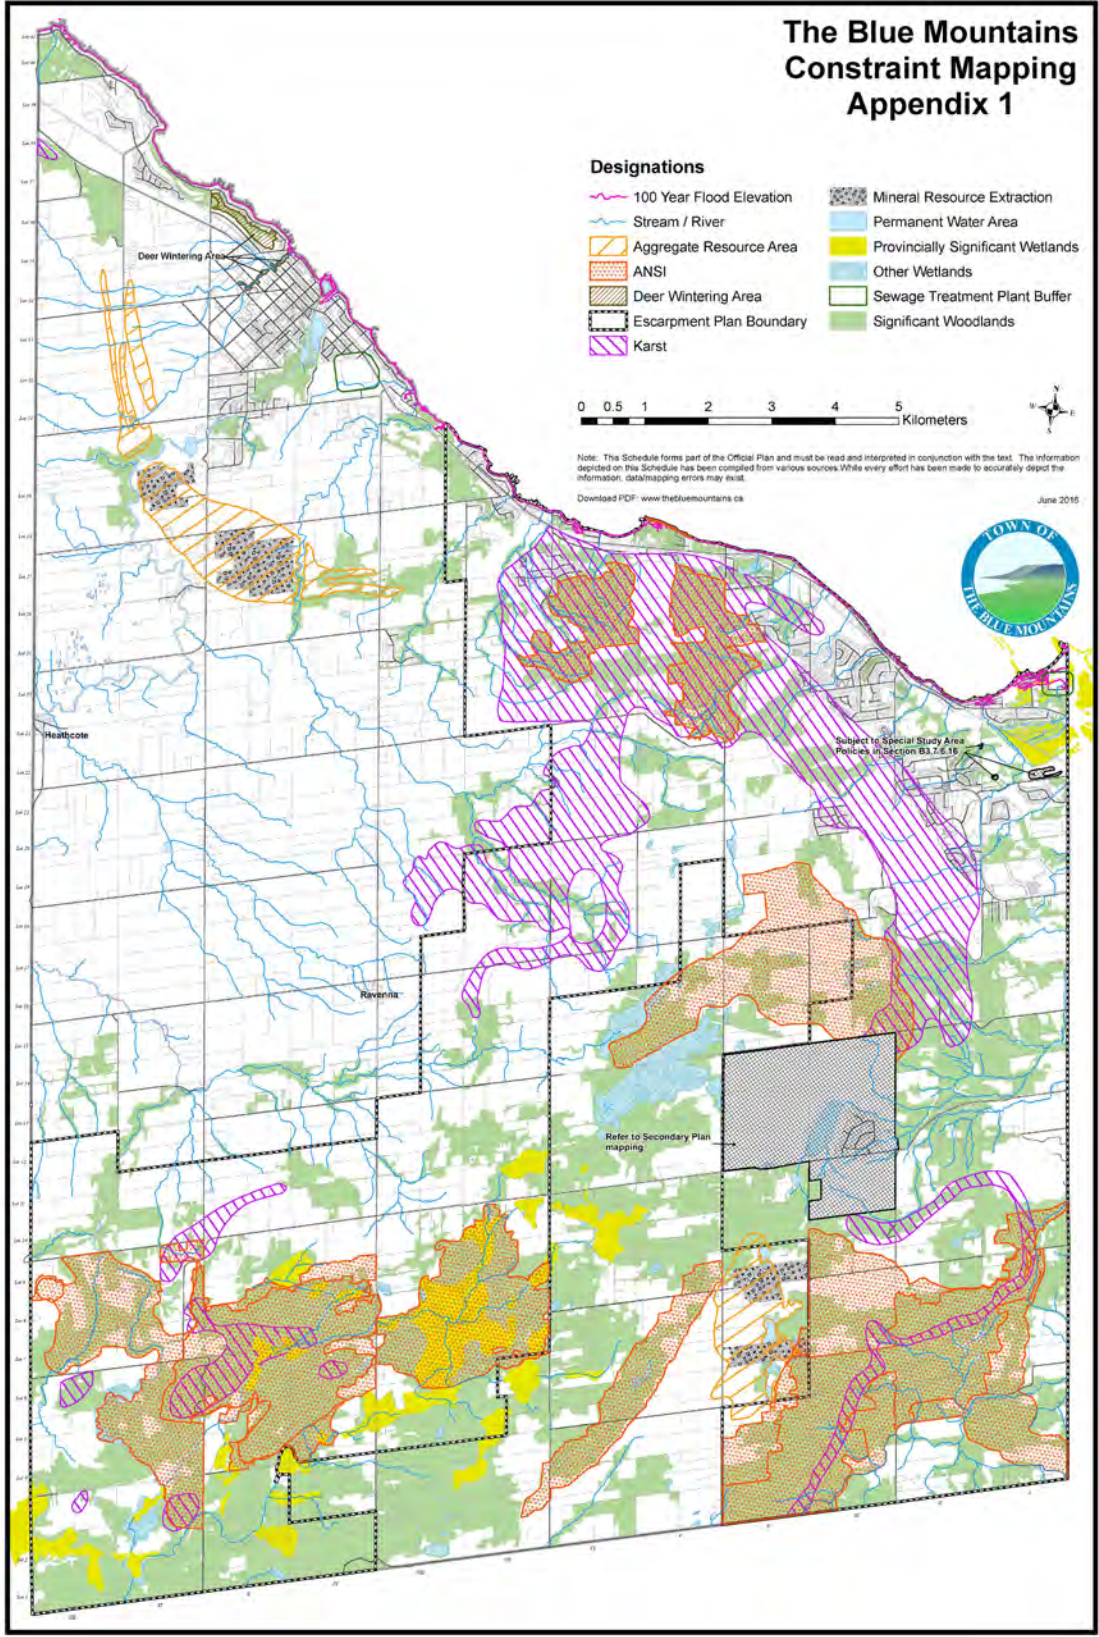 The Blue Mountains
Constraint Mapping
Appendix 1
Designations
100 Year Flood Elevation
Stream / River
Aggregate Resource Area
ANSI
Deer Wintering Area
Escarpment Plan Boundary
Karst
Mineral Resource Extraction
Permanent Water Area
Provincially Significant Wetlands
Other Wetlands
Sewage Treatment Plant Buffer
Significant Woodlands
0 0.5 1 2 3 4 5
Kilometers
N
W E
S
Note: This Schedule forms part of the Official Plan and must be read and interpreted in conjunction with the text. The information
depicted on this Schedule has been compiled from various sources.While every effort has been made to accurately depict the
information, data/mapping errors may exist.
Download PDF: www.thebluemountains.ca
June 2016
TOWN OF
THE BLUE MOUNTAINS
Deer Wintering Area
Heathcote
Subject to Special Study Area
Policies in Section B3.7.6.16
Ravenna
Refer to Secondary Plan
mapping